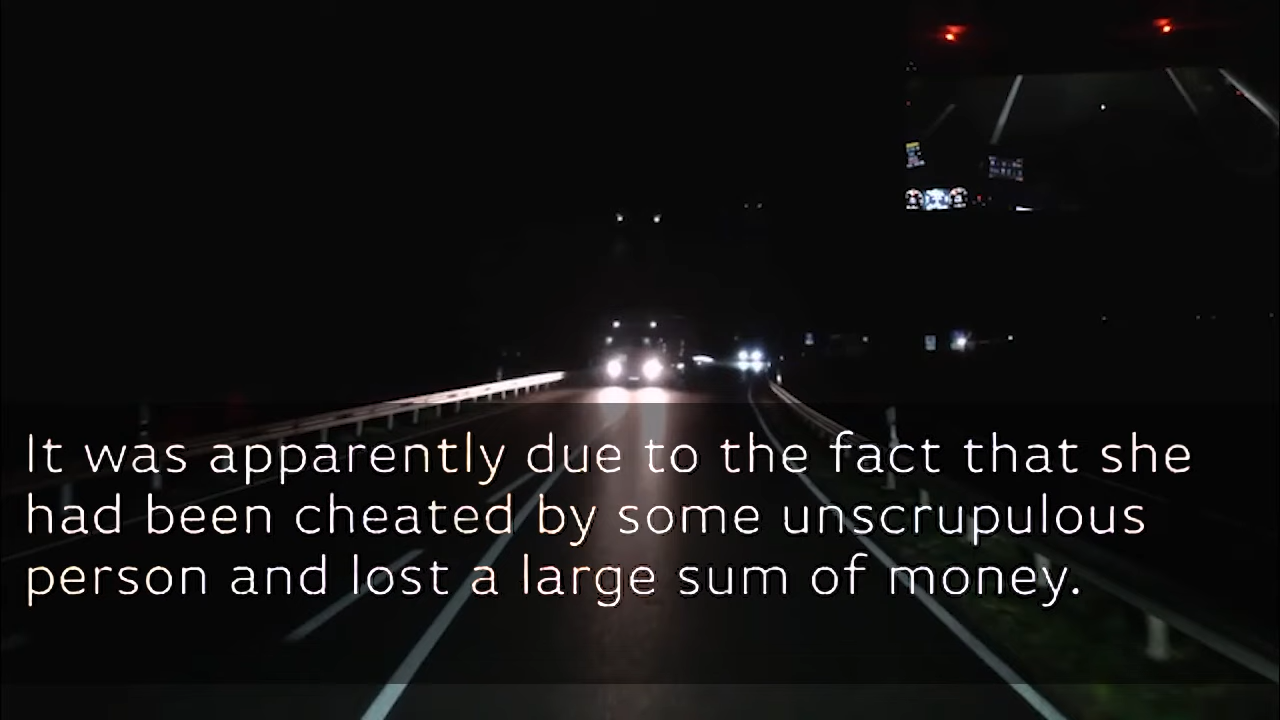 It was apparently due to the fact that she
had been cheated by some unscrupulous
person and lost a large sum of money.